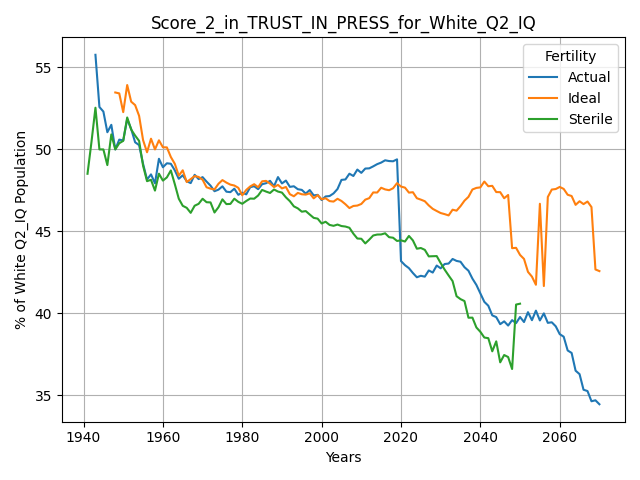 Score_2_in_TRUST_IN_PRESS_for_White_Q2_IQ
Fertility
Actual
Ideal
Sterile
% of White Q2_IQ Population
55
50
45
40
35
1940
1960
1980
2000
2020
2040
2060
Years